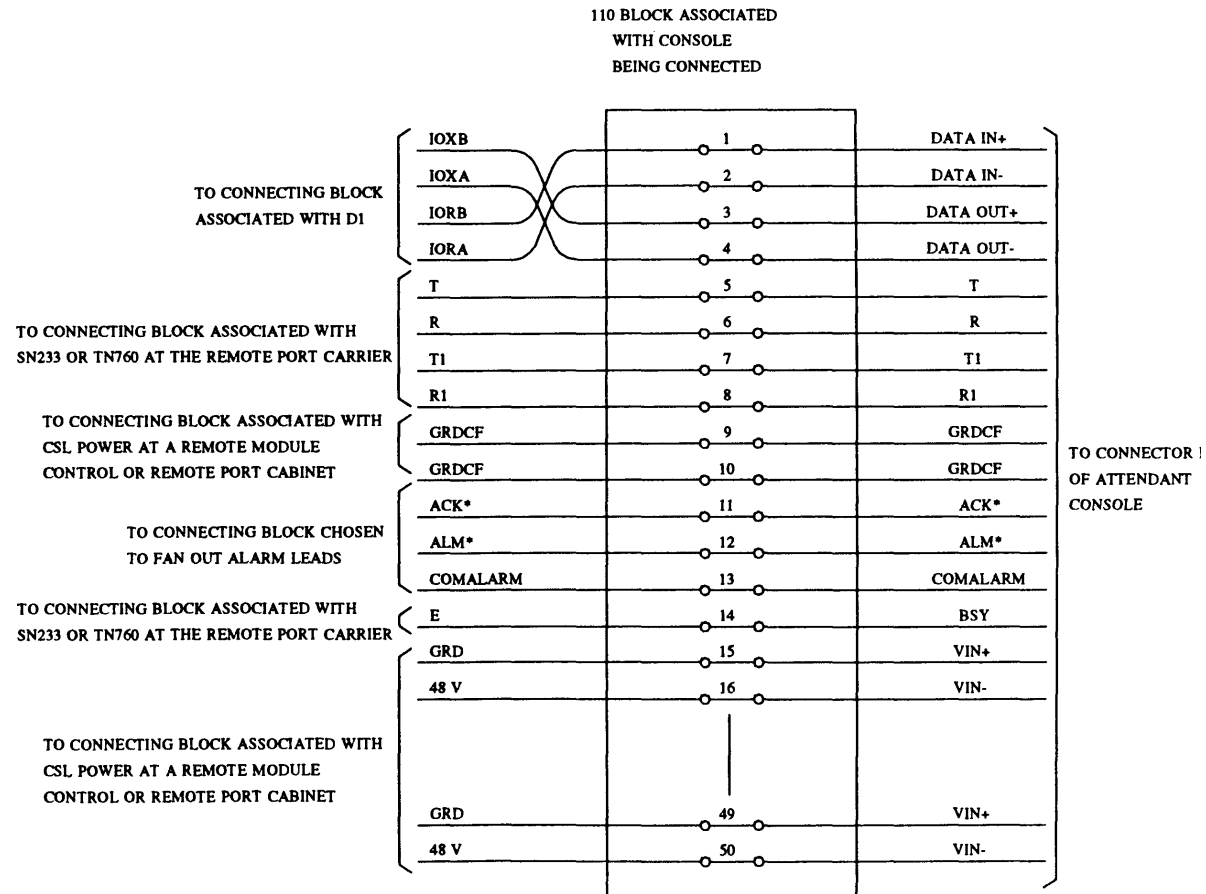 110 BLOCK ASSOCIATED
WITH CONSOLE
BEING CONNECTED
TO CONNECTING BLOCK
ASSOCIATED WITH D1
IOXB 1 DATA IN+
IOXA 2 DATA IN-
IORB 3 DATA OUT+
IORA 4 DATA OUT-
TO CONNECTING BLOCK ASSOCIATED WITH
SN233 OR TN760 AT THE REMOTE PORT CARRIER
T 5 T
R 6 R
T1 7 T1
R1 8 R1
TO CONNECTING BLOCK ASSOCIATED WITH
CSL POWER AT A REMOTE MODULE
CONTROL OR REMOTE PORT CABINET
GRDCF 9 GRDCF
GRDCF 10 GRDCF
TO CONNECTING BLOCK CHOSEN
TO FAN OUT ALARM LEADS
ACK* 11 ACK*
ALM* 12 ALM*
COMALARM 13 COMALARM
TO CONNECTING BLOCK ASSOCIATED WITH
SN233 OR TN760 AT THE REMOTE PORT CARRIER
E 14 BSY
TO CONNECTING BLOCK ASSOCIATED WITH
CSL POWER AT A REMOTE MODULE
CONTROL OR REMOTE PORT CABINET
GRD 15 VIN+
48 V 16 VIN-
GRD 49 VIN+
48 V 50 VIN-
TO CONNECTOR
OF ATTENDANT
CONSOLE